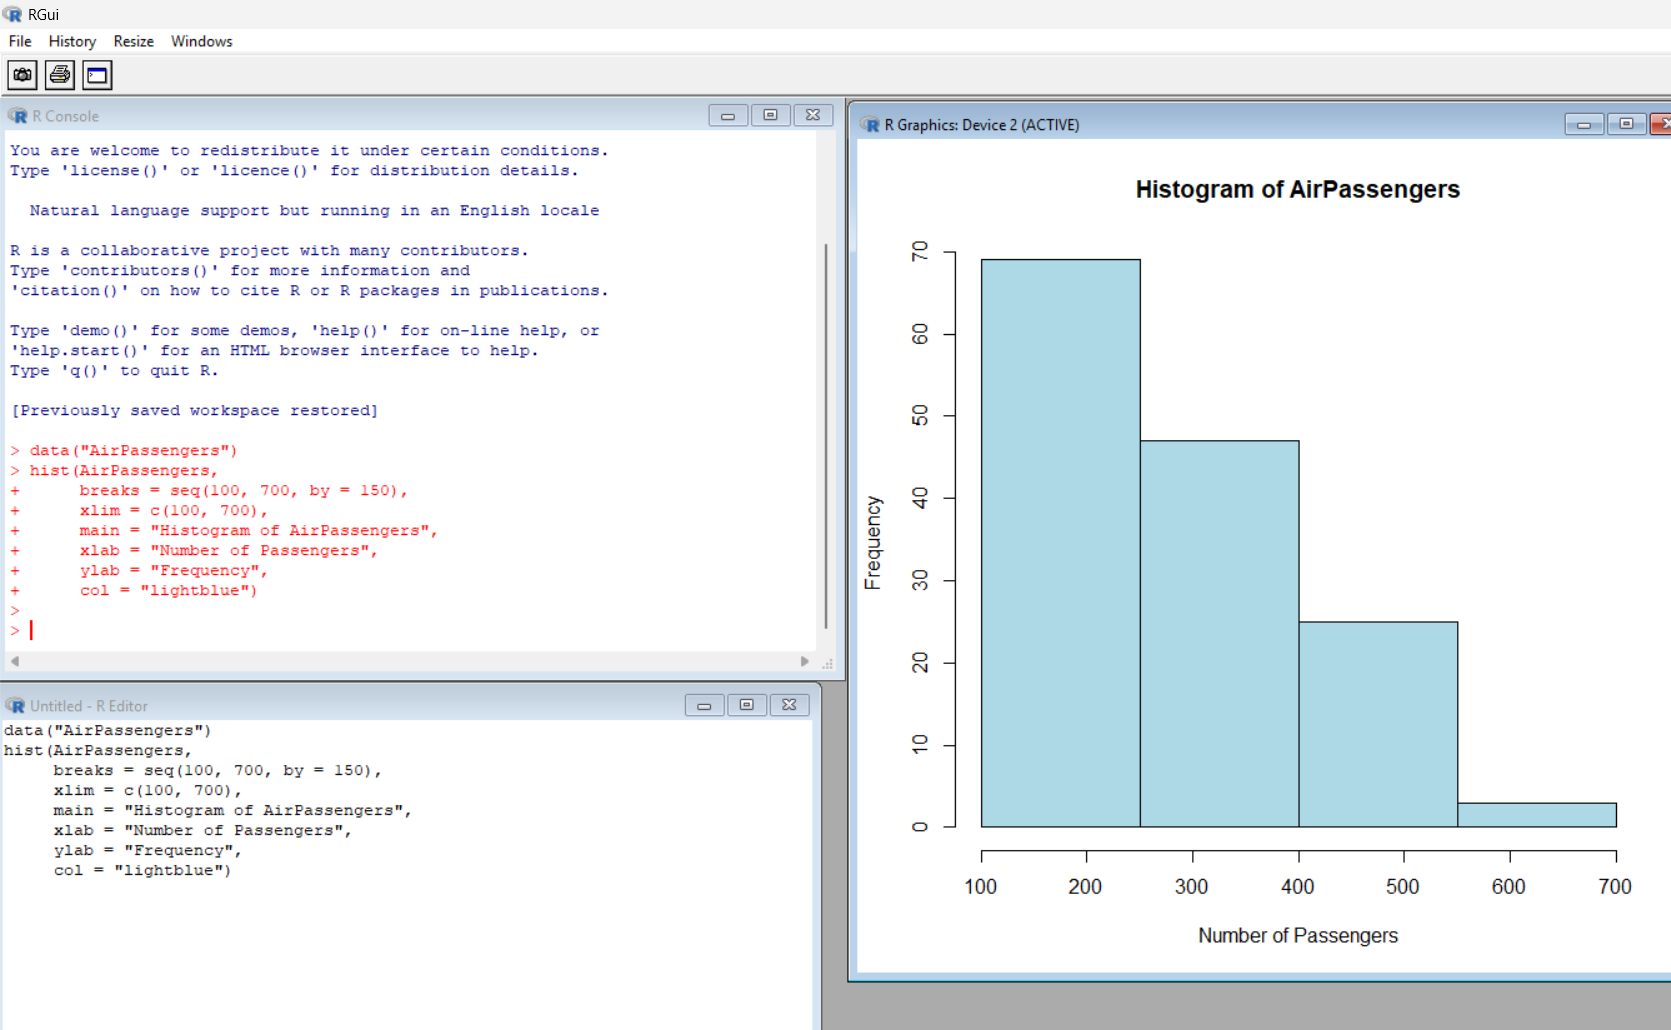 RGui
File History Resize Windows
R Console
You are welcome to redistribute it under certain conditions.
Type 'license()' or 'licence()' for distribution details.
Natural language support but running in an English locale
R is a collaborative project with many contributors.
Type 'contributors()' for more information and
'citation()' on how to cite R or R packages in publications.
Type 'demo()' for some demos, 'help()' for on-line help, or
'help.start()' for an HTML browser interface to help.
Type 'q()' to quit R.
[Previously saved workspace restored]
> data("AirPassengers")
> hist(AirPassengers,
+ breaks = seq(100, 700, by = 150),
+ xlim = c(100, 700),
+ main = "Histogram of AirPassengers",
+ xlab = "Number of Passengers",
+ ylab = "Frequency",
+ col = "lightblue")
>
>
Untitled - R Editor
data("AirPassengers")
hist(AirPassengers,
breaks = seq(100, 700, by = 150),
xlim = c(100, 700),
main = "Histogram of AirPassengers",
xlab = "Number of Passengers",
ylab = "Frequency",
col = "lightblue")
R Graphics: Device 2 (ACTIVE)
Histogram of AirPassengers
Frequency
70
60
50
40
30
20
10
0
100 200 300 400 500 600 700
Number of Passengers